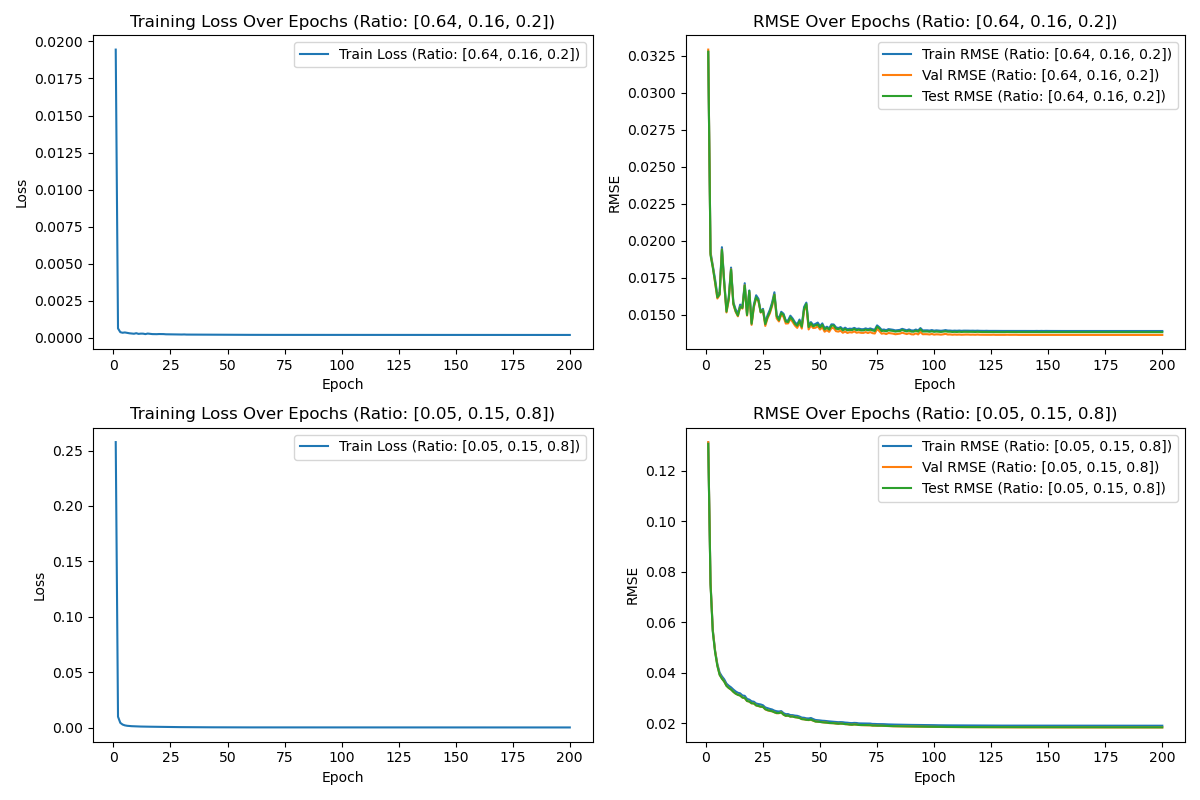 Training Loss Over Epochs (Ratio: [0.64, 0.16, 0.2])
Train Loss (Ratio: [0.64, 0.16, 0.2])
Loss
0.0200
0.0175
0.0150
0.0125
0.0100
0.0075
0.0050
0.0025
0.0000
0 25 50 75 100 125 150 175 200
Epoch
RMSE Over Epochs (Ratio: [0.64, 0.16, 0.2])
Train RMSE (Ratio: [0.64, 0.16, 0.2])
Val RMSE (Ratio: [0.64, 0.16, 0.2])
Test RMSE (Ratio: [0.64, 0.16, 0.2])
RMSE
0.0325
0.0300
0.0275
0.0250
0.0225
0.0200
0.0175
0.0150
0 25 50 75 100 125 150 175 200
Epoch
Training Loss Over Epochs (Ratio: [0.05, 0.15, 0.8])
Train Loss (Ratio: [0.05, 0.15, 0.8])
Loss
0.25
0.20
0.15
0.10
0.05
0.00
0 25 50 75 100 125 150 175 200
Epoch
RMSE Over Epochs (Ratio: [0.05, 0.15, 0.8])
Train RMSE (Ratio: [0.05, 0.15, 0.8])
Val RMSE (Ratio: [0.05, 0.15, 0.8])
Test RMSE (Ratio: [0.05, 0.15, 0.8])
RMSE
0.12
0.10
0.08
0.06
0.04
0.02
0 25 50 75 100 125 150 175 200
Epoch